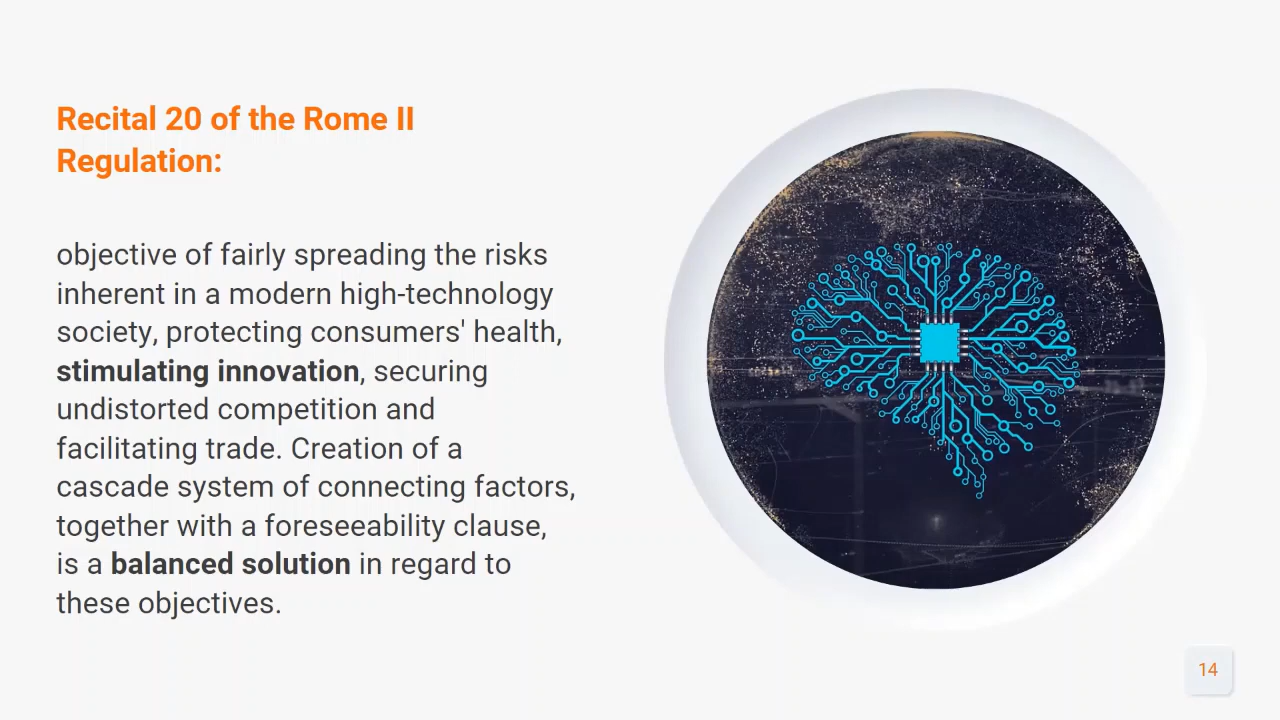 Recital 20 of the Rome II
Regulation:
objective of fairly spreading the risks
inherent in a modern high-technology
society, protecting consumers' health,
stimulating innovation, securing
undistorted competition and
facilitating trade. Creation of a
cascade system of connecting factors,
together with a foreseeability clause,
is a balanced solution in regard to
these objectives.
14